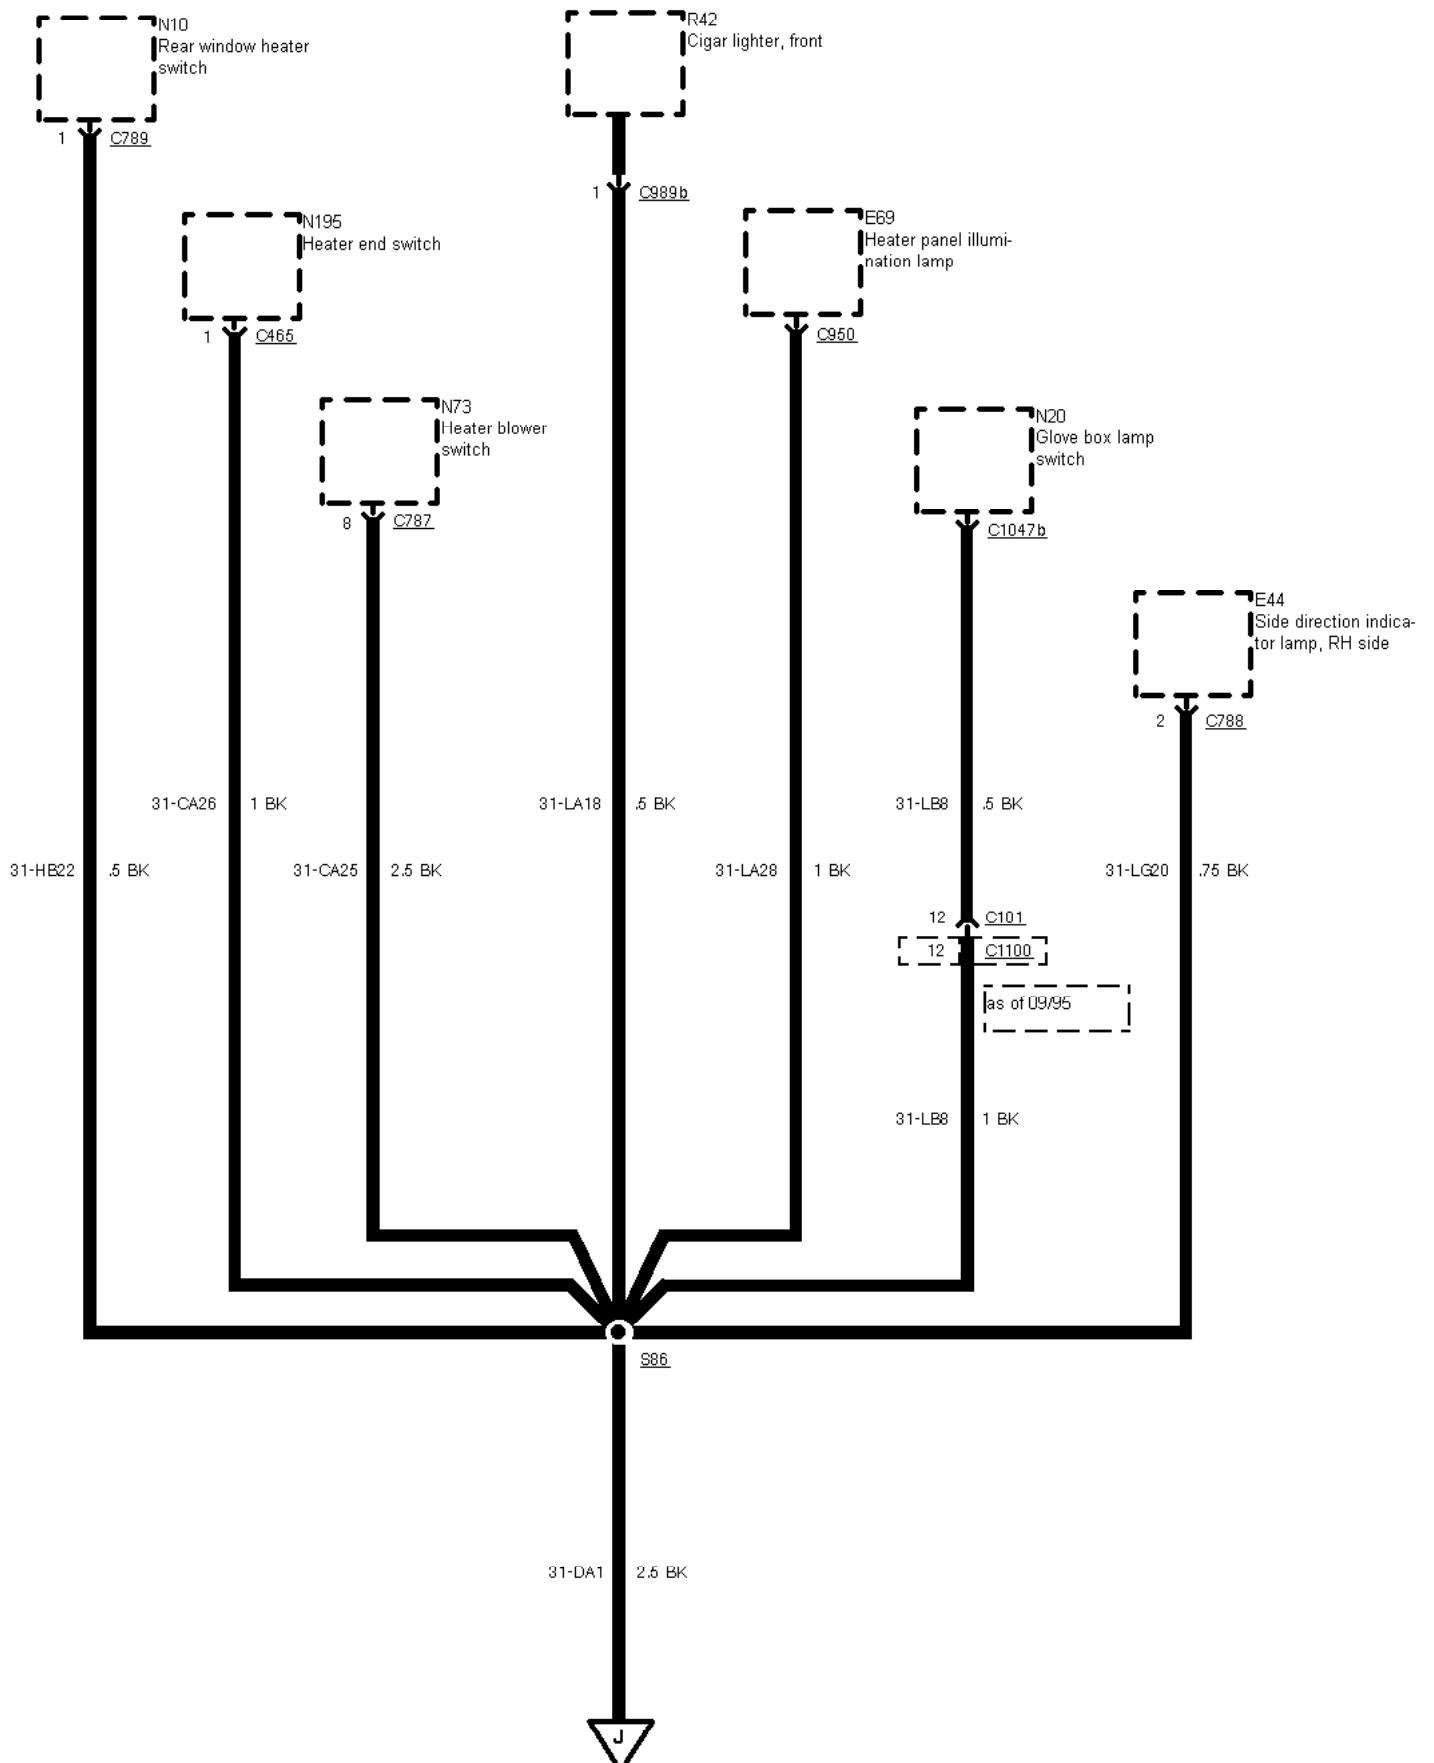 N10
Rear window heater
switch
1 C789
R42
Cigar lighter, front
1 C989b
N195
Heater end switch
1 C465
E69
Heater panel illumi-
nation lamp
C950
N73
Heater blower
switch
8 C787
N20
Glove box lamp
switch
C1047b
E44
Side direction indica-
tor lamp, RH side
2 C788
31-CA26 1 BK
31-LA18 .5 BK
31-LB8 .5 BK
31-HB22 .5 BK
31-CA25 2.5 BK
31-LA28 1 BK
31-LG20 .75 BK
12 C101
12 C1100
as of 09/95
31-LB8 1 BK
S86
31-DA1 2.5 BK
J